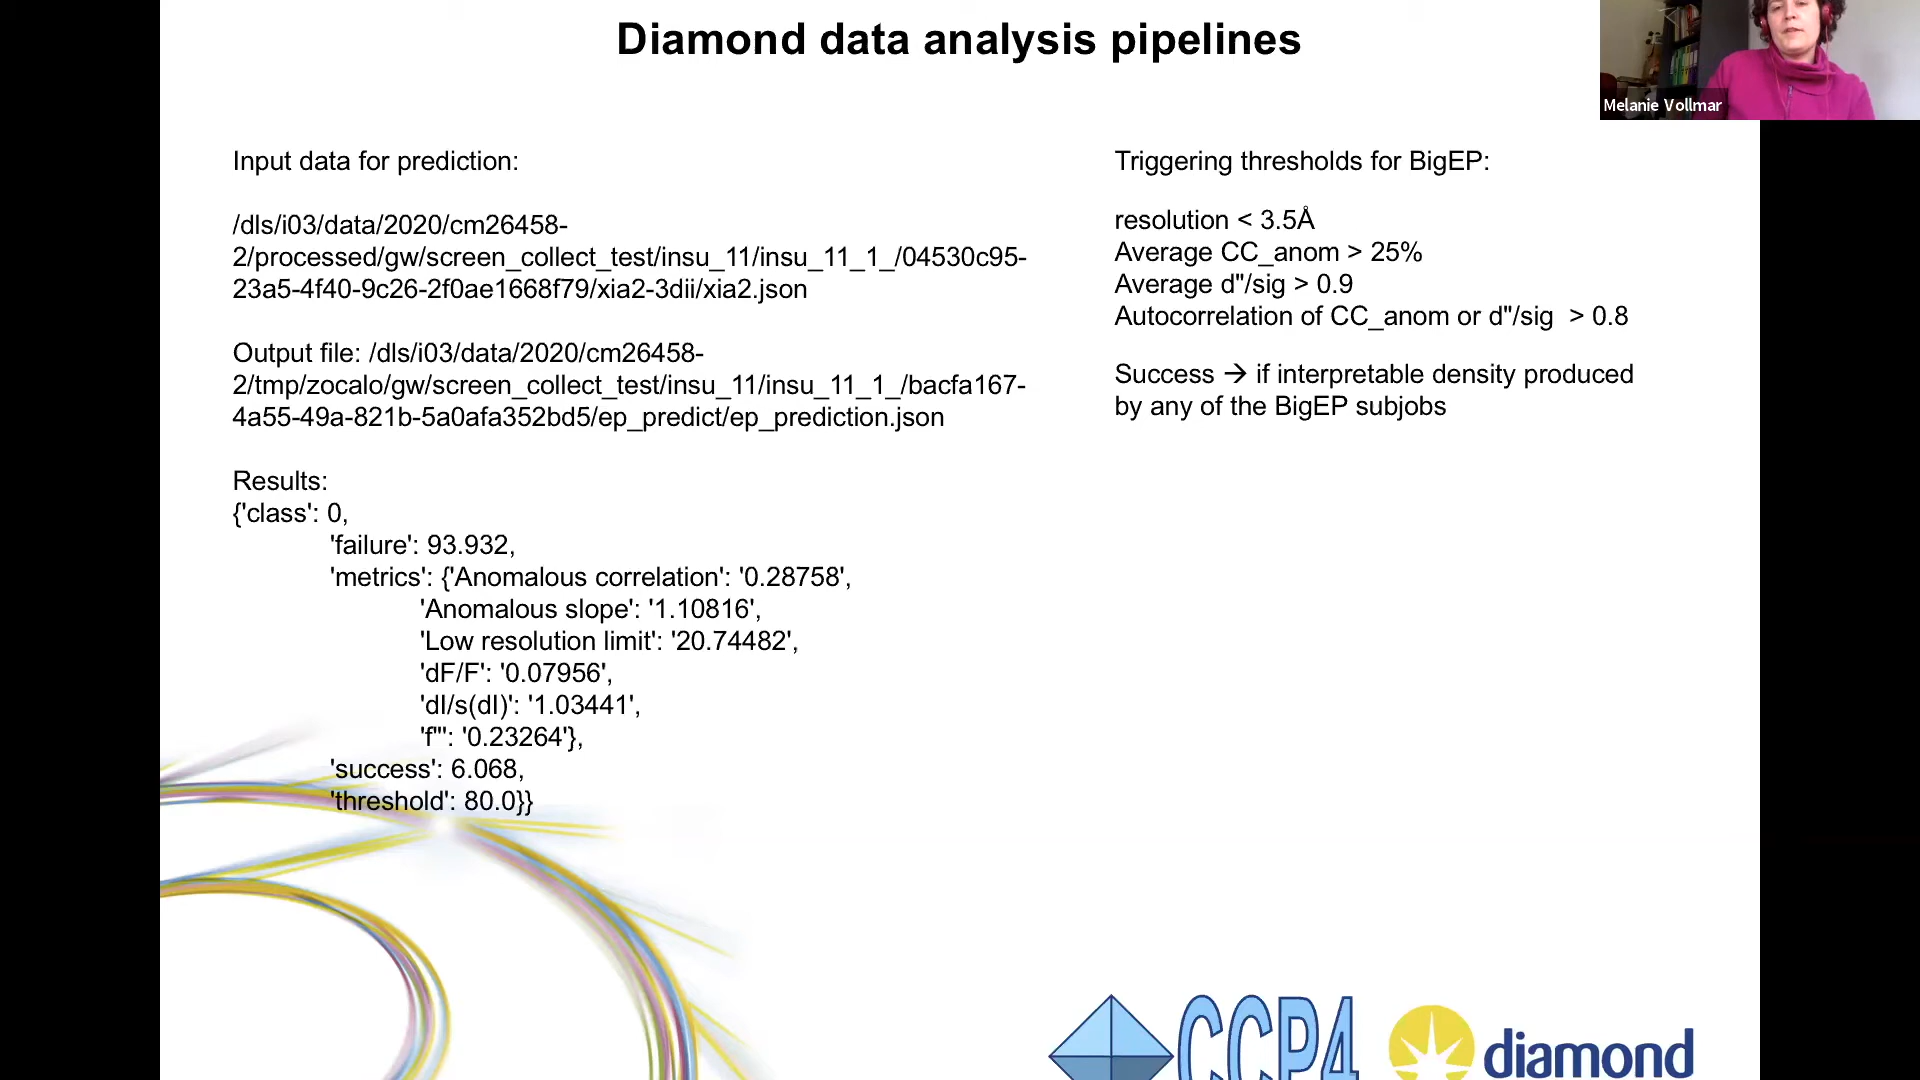 Diamond data analysis pipelines
Melanie Vollmar
Input data for prediction:
/dls/i03/data/2020/cm26458-
2/processed/gw/screen_collect_test/insu_11/insu_11_1_/04530c95-
23a5-4f40-9c26-2f0ae1668f79/xia2-3dii/xia2.json
Output file: /dls/i03/data/2020/cm26458-
2/tmp/zocalo/gw/screen_collect_test/insu_11/insu_11_1_/bacfa167-
4a55-49a-821b-5a0afa352bd5/ep_predict/ep_prediction.json
Results:
{'class': 0,
'failure': 93.932,
'metrics': {'Anomalous correlation': '0.28758',
'Anomalous slope': '1.10816',
'Low resolution limit': '20.74482',
'dF/F': '0.07956',
'dI/s(dI)': '1.03441',
'f"': '0.23264'},
'success': 6.068,
'threshold': 80.0}}
Triggering thresholds for BigEP:
resolution < 3.5Å
Average CC_anom > 25%
Average d"/sig > 0.9
Autocorrelation of CC_anom or d"/sig > 0.8
Success → if interpretable density produced
by any of the BigEP subjobs
CCP4
diamond